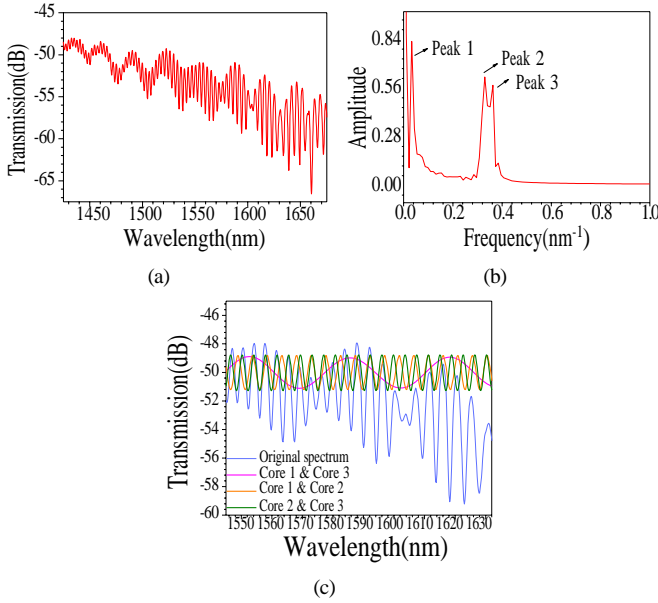 -45
-50
-55
-60
-65
Transmission(dB)
1450 1500 1550 1600 1650
Wavelength(nm)
(a)
0.84
0.56
0.28
0.00
Amplitude
Peak 1
Peak 2
Peak 3
0.0 0.2 0.4 0.6 0.8 1.0
Frequency(nm-1)
(b)
-46
-48
-50
-52
-54
-56
-58
-60
Transmission(dB)
Original spectrum
Core 1 & Core 3
Core 1 & Core 2
Core 2 & Core 3
1550 1560 1570 1580 1590 1600 1610 1620 1630
Wavelength(nm)
(c)